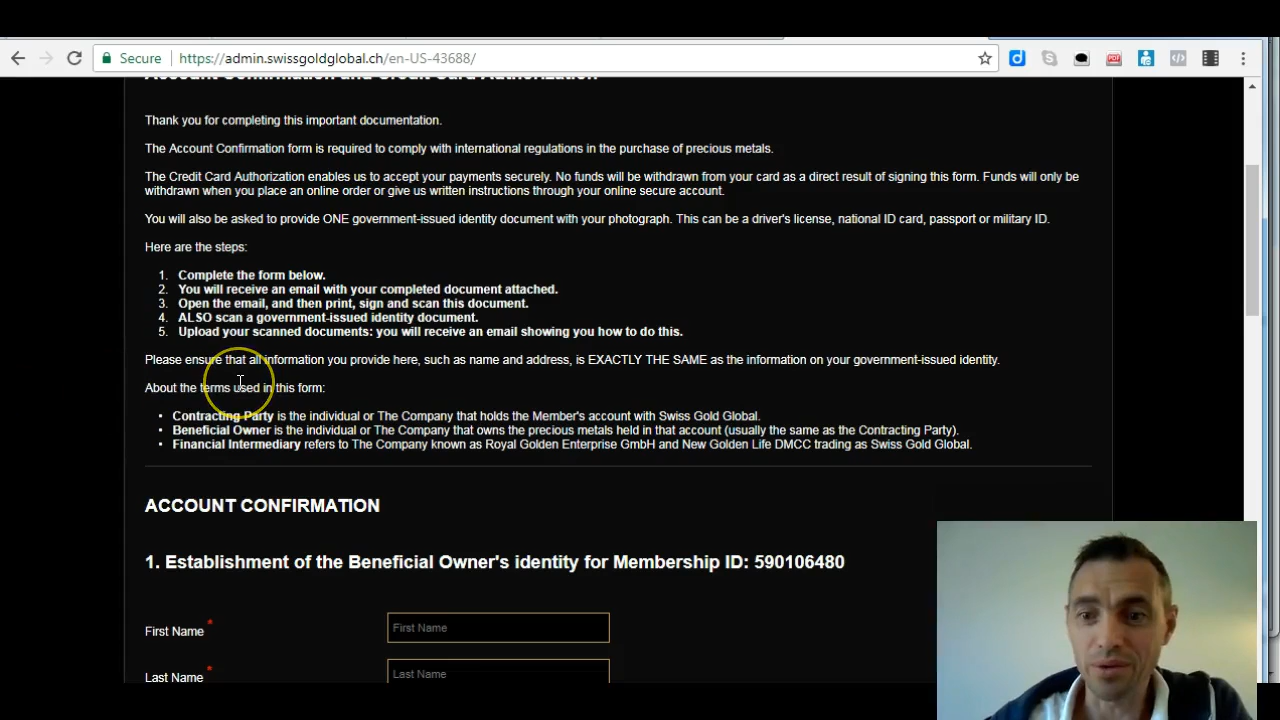 Secure https://admin.swissgoldglobal.ch/en-US-43688/
Account Confirmation and Credit Card Authorization
Thank you for completing this important documentation.
The Account Confirmation form is required to comply with international regulations in the purchase of precious metals.
The Credit Card Authorization enables us to accept your payments securely. No funds will be withdrawn from your card as a direct result of signing this form. Funds will only be
withdrawn when you place an online order or give us written instructions through your online secure account.
You will also be asked to provide ONE government-issued identity document with your photograph. This can be a driver's license, national ID card, passport or military ID.
Here are the steps:
1. Complete the form below.
2. You will receive an email with your completed document attached.
3. Open the email, and then print, sign and scan this document.
4. ALSO scan a government-issued identity document.
5. Upload your scanned documents: you will receive an email showing you how to do this.
Please ensure that all information you provide here, such as name and address, is EXACTLY THE SAME as the information on your government-issued identity.
About the terms used in this form:
• Contracting Party is the individual or The Company that holds the Member's account with Swiss Gold Global.
• Beneficial Owner is the individual or The Company that owns the precious metals held in that account (usually the same as the Contracting Party).
• Financial Intermediary refers to The Company known as Royal Golden Enterprise GmbH and New Golden Life DMCC trading as Swiss Gold Global.
ACCOUNT CONFIRMATION
1. Establishment of the Beneficial Owner's identity for Membership ID: 590106480
First Name * First Name
Last Name * Last Name
PDF